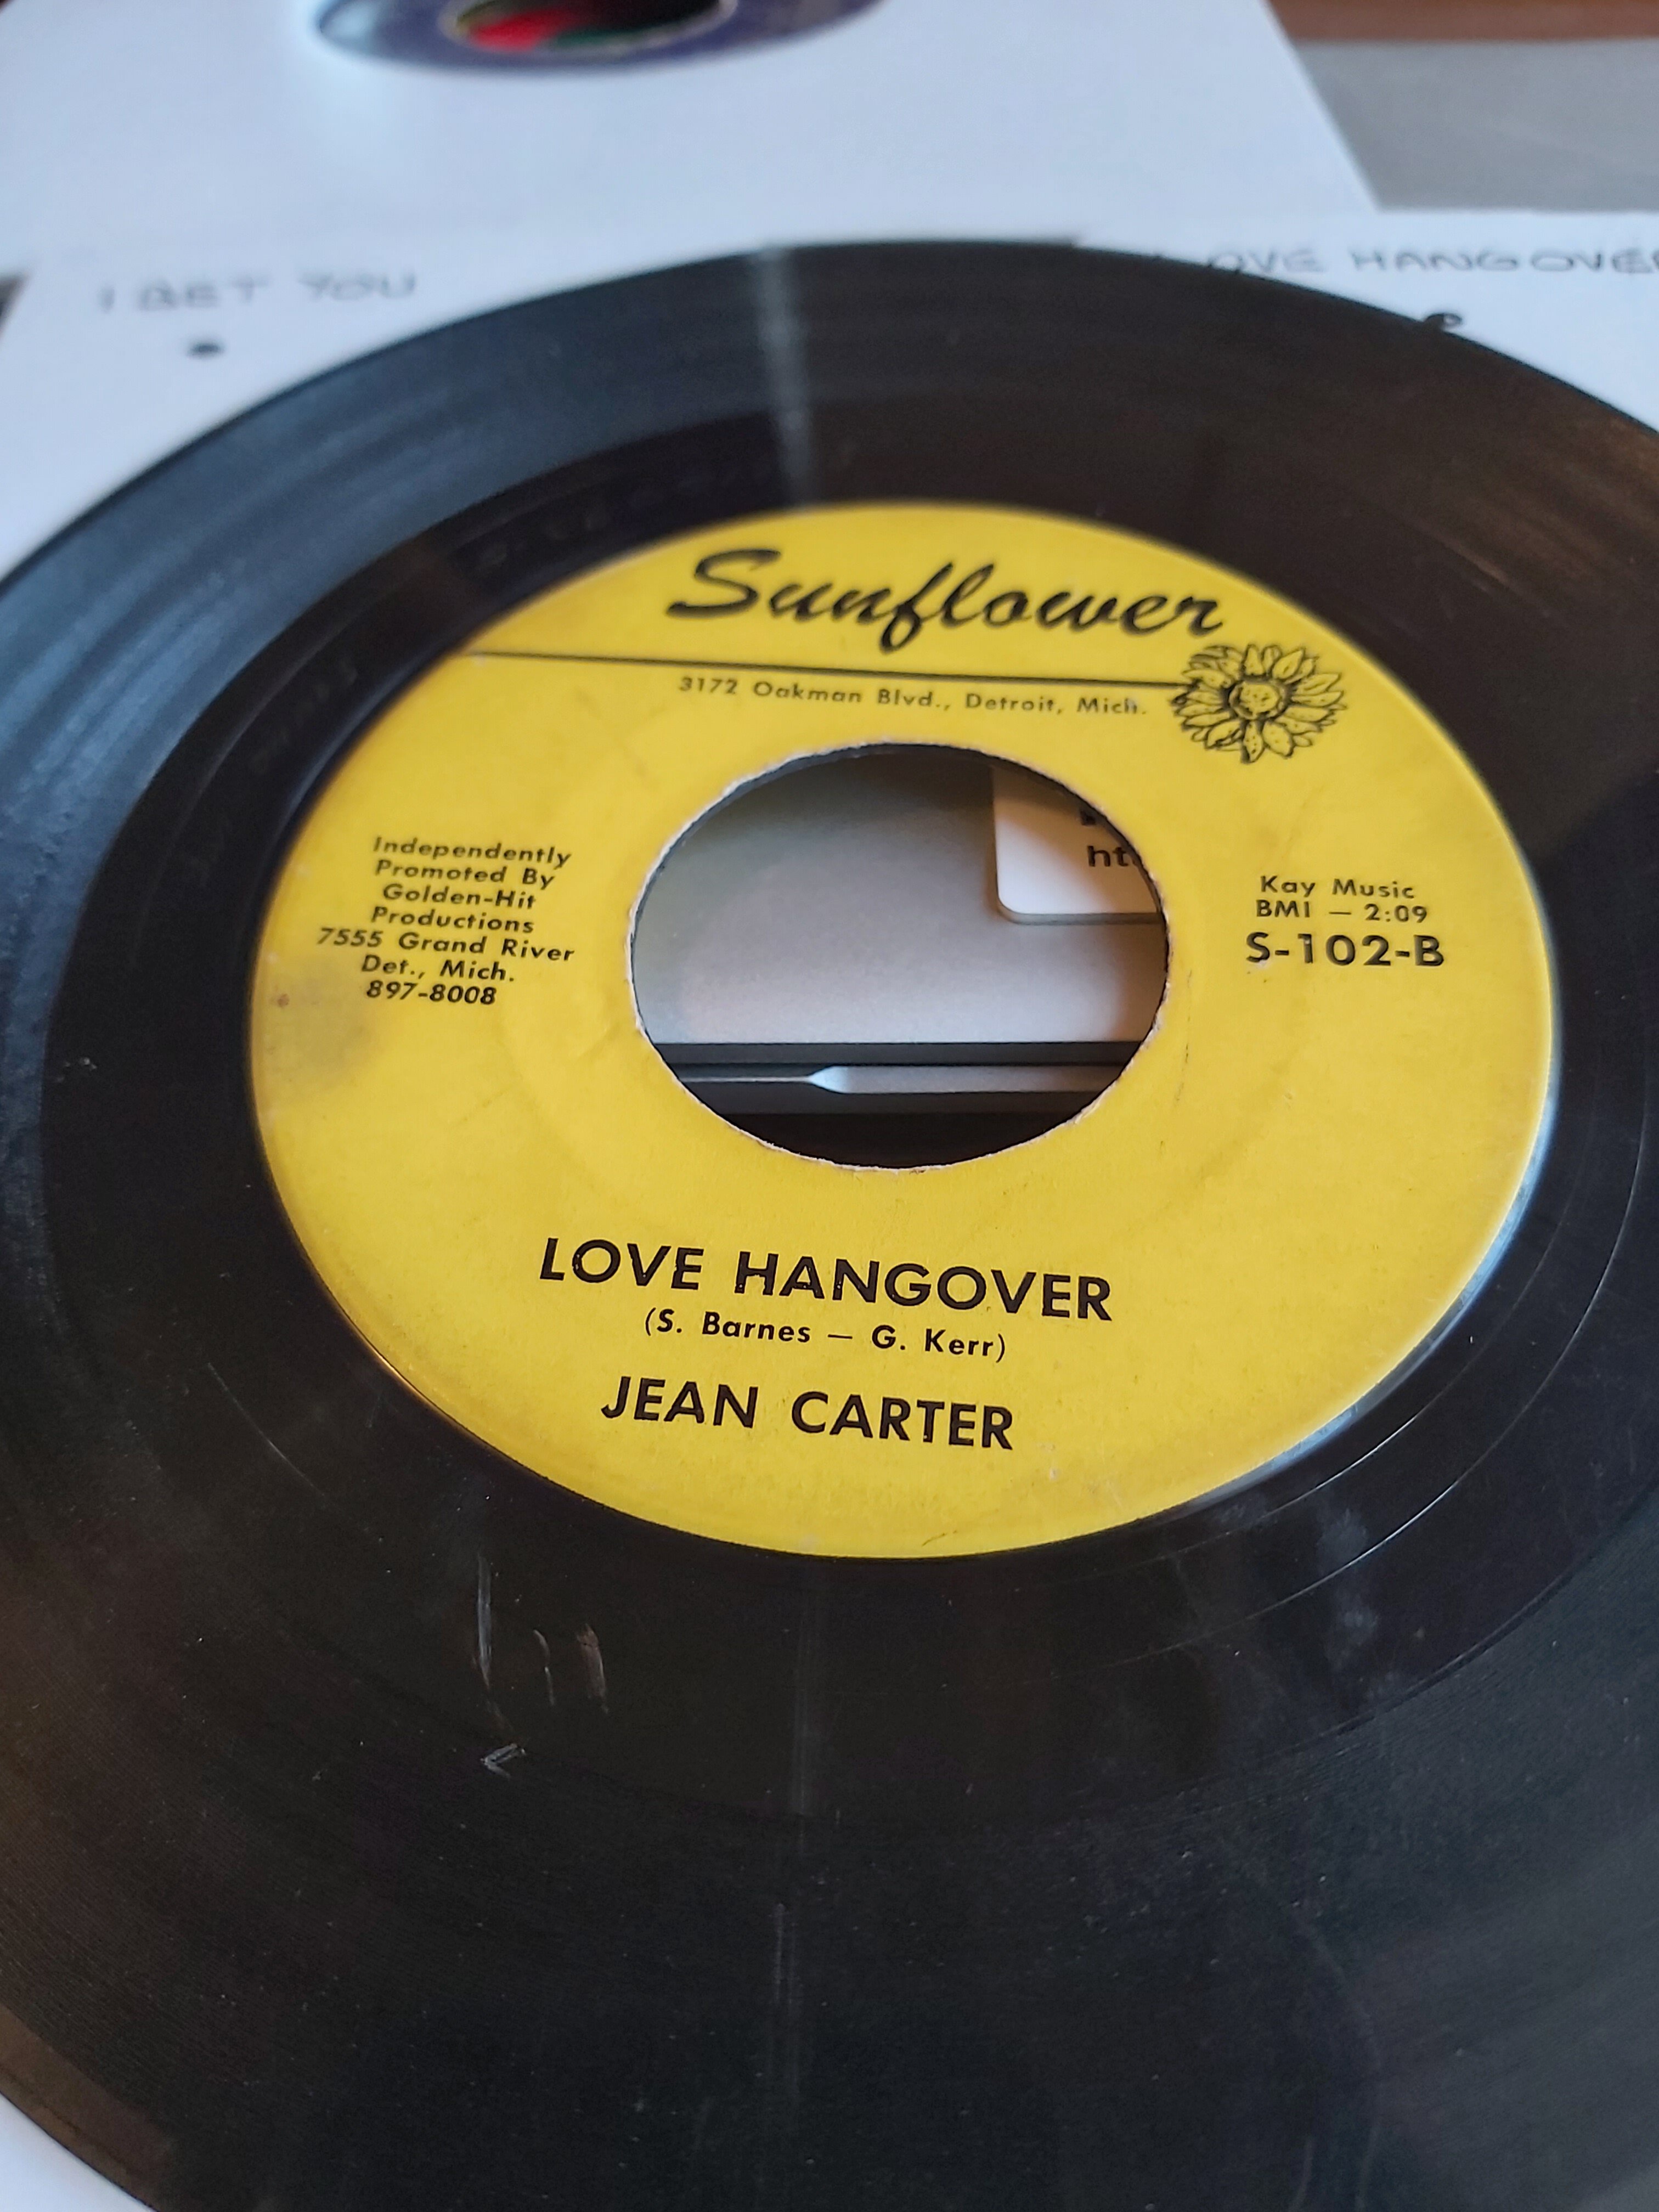 I BET YOU
LOVE HANGOVER
Sunflower
3172 Oakman Blvd., Detroit, Mich.
Independently
Promoted By
Golden-Hit
Productions
7555 Grand River
Det., Mich.
897-8008
Kay Music
BMI — 2:09
S-102-B
LOVE HANGOVER
(S. Barnes — G. Kerr)
JEAN CARTER